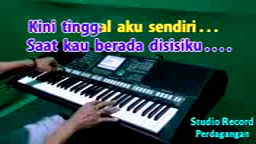 Kini tinggal aku sendiri...
Saat kau berada disisiku....
Studio Record
Perdagangan